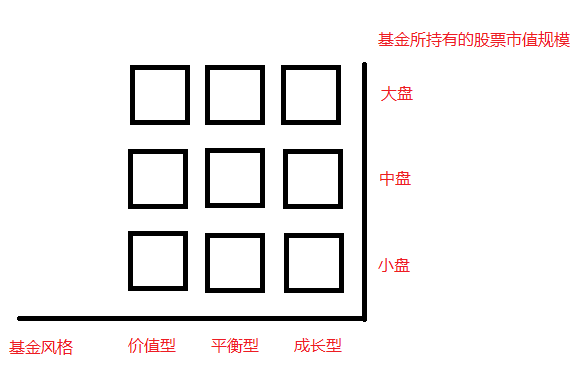 基金所持有的股票市值规模
大盘
中盘
小盘
基金风格 价值型 平衡型 成长型